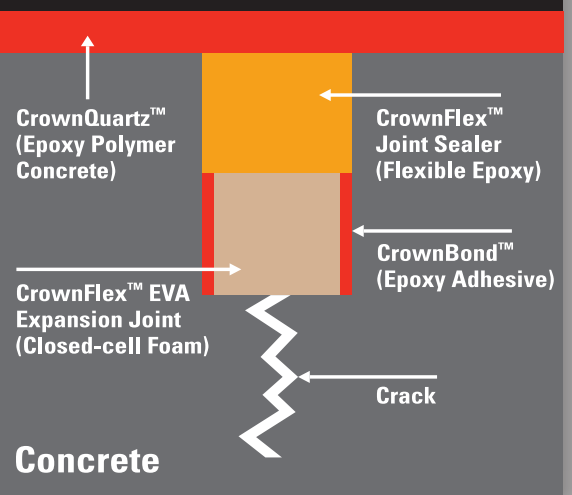 CrownQuartz™
(Epoxy Polymer
Concrete)
CrownFlex™
Joint Sealer
(Flexible Epoxy)
CrownBond™
(Epoxy Adhesive)
CrownFlex™ EVA
Expansion Joint
(Closed-cell Foam)
Crack
Concrete